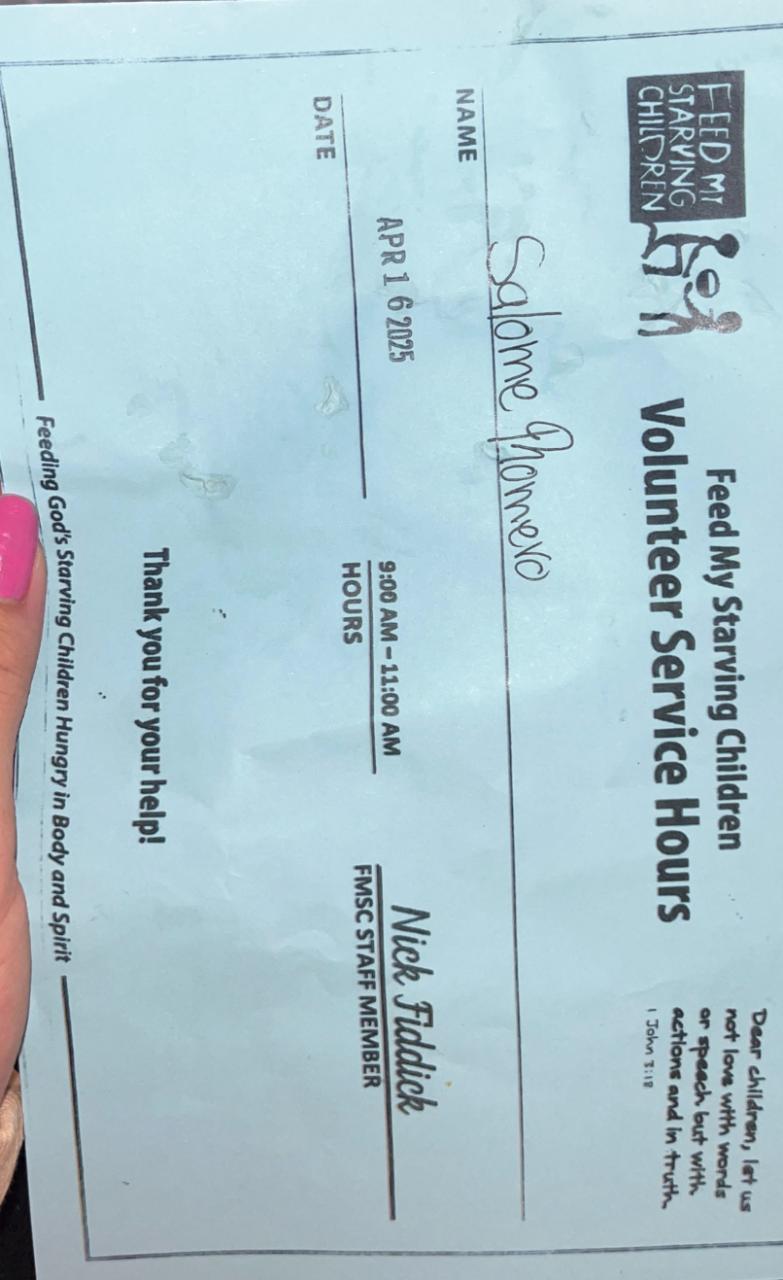 FEED MY
STARVING
CHILDREN
Feed My Starving Children
Volunteer Service Hours
Dear children, let us
not love with words
or speech but with
actions and in truth.
1 John 3:18
Salome Rhomero
NAME
APR 16 2025
DATE
9:00 AM – 11:00 AM
HOURS
Nick Fiddick
FMSC STAFF MEMBER
Thank you for your help!
Feeding God's Starving Children Hungry in Body and Spirit